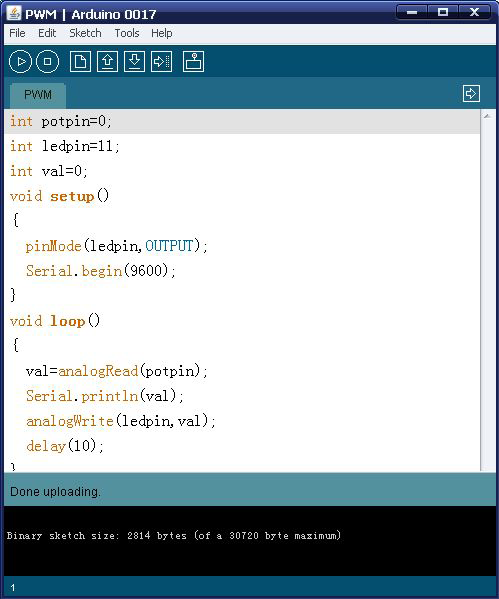 PWM | Arduino 0017
File Edit Sketch Tools Help
PWM
int potpin=0;
int ledpin=11;
int val=0;
void setup()
{
pinMode(ledpin,OUTPUT);
Serial.begin(9600);
}
void loop()
{
val=analogRead(potpin);
Serial.println(val);
analogWrite(ledpin,val);
delay(10);
}
Done uploading.
Binary sketch size: 2814 bytes (of a 30720 byte maximum)
1